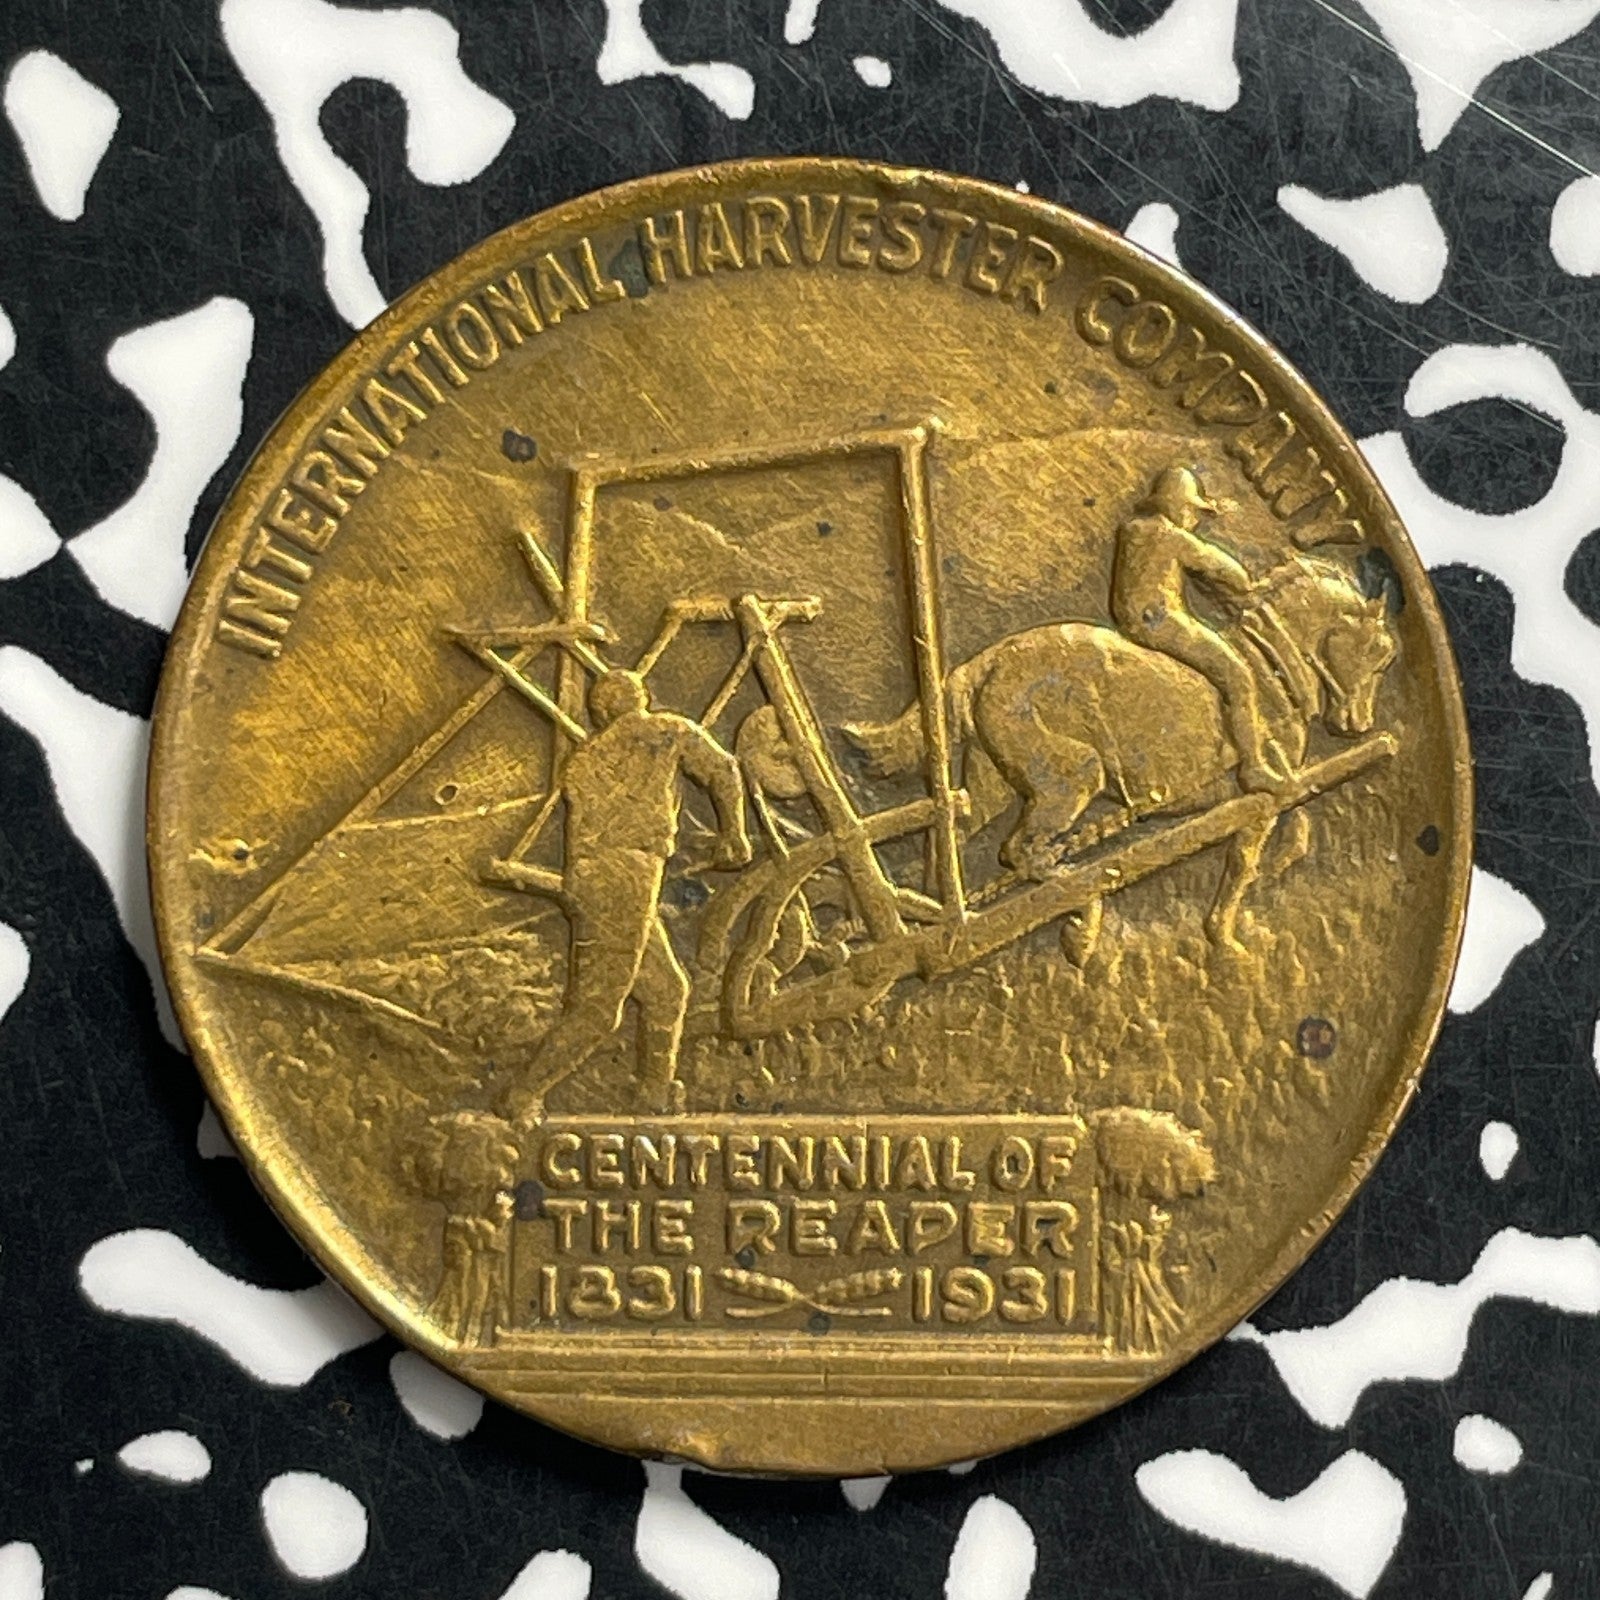 INTERNATIONAL HARVESTER COMPANY
CENTENNIAL OF
THE REAPER
1831 1931